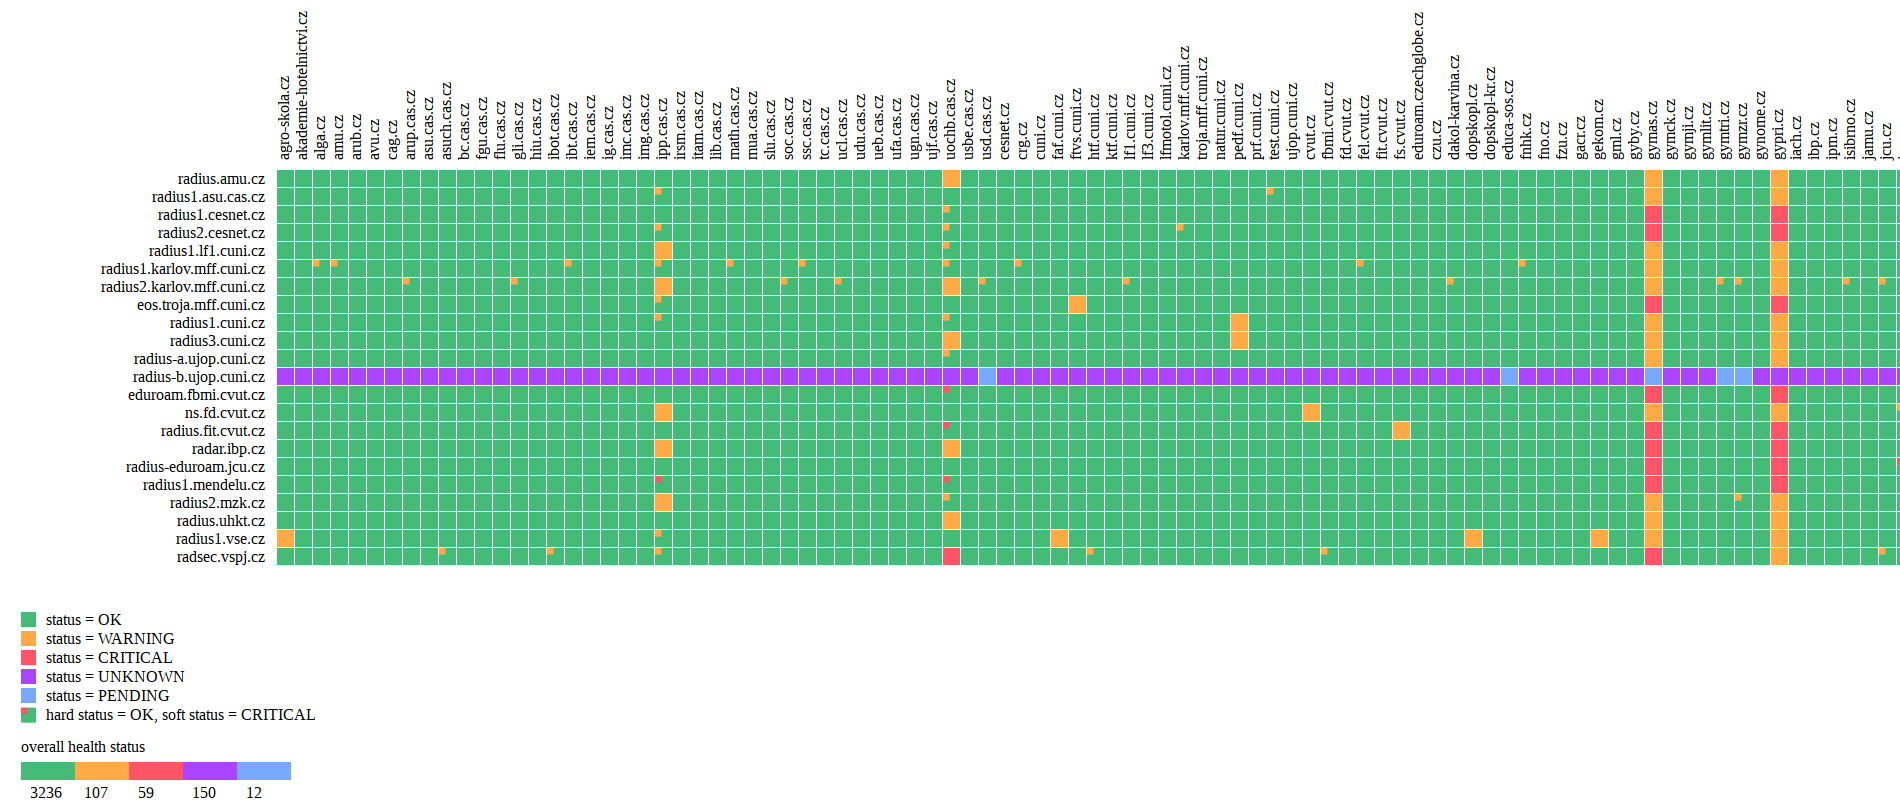 agro-skola.cz
akademie-hotelnictvi.cz
alga.cz
amu.cz
arub.cz
avu.cz
cag.cz
arup.cas.cz
asu.cas.cz
asuch.cas.cz
bc.cas.cz
fgu.cas.cz
flu.cas.cz
gli.cas.cz
hiu.cas.cz
ibot.cas.cz
ibt.cas.cz
iem.cas.cz
ig.cas.cz
imc.cas.cz
img.cas.cz
ipp.cas.cz
irsm.cas.cz
itam.cas.cz
lib.cas.cz
math.cas.cz
mua.cas.cz
slu.cas.cz
soc.cas.cz
ssc.cas.cz
tc.cas.cz
ucl.cas.cz
udu.cas.cz
ueb.cas.cz
ufa.cas.cz
ugn.cas.cz
ujf.cas.cz
uochb.cas.cz
usbe.cas.cz
usd.cas.cz
cesnet.cz
crg.cz
cuni.cz
faf.cuni.cz
ftvs.cuni.cz
htf.cuni.cz
ktf.cuni.cz
lf1.cuni.cz
lf3.cuni.cz
lfmotol.cuni.cz
karlov.mff.cuni.cz
troja.mff.cuni.cz
natur.cuni.cz
pedf.cuni.cz
prf.cuni.cz
test.cuni.cz
ujop.cuni.cz
cvut.cz
fbmi.cvut.cz
fd.cvut.cz
fel.cvut.cz
fit.cvut.cz
fs.cvut.cz
eduroam.czechglobe.cz
czu.cz
dakol-karvina.cz
dopskopl.cz
dopskopl-kr.cz
educa-sos.cz
fnhk.cz
fno.cz
fzu.cz
gacr.cz
gekom.cz
gml.cz
gyby.cz
gymas.cz
gymck.cz
gymji.cz
gymlit.cz
gymtri.cz
gymzr.cz
gynome.cz
gypri.cz
iach.cz
ibp.cz
ipm.cz
isibrno.cz
jamu.cz
jcu.cz
radius.amu.cz
radius1.asu.cas.cz
radius1.cesnet.cz
radius2.cesnet.cz
radius1.lf1.cuni.cz
radius1.karlov.mff.cuni.cz
radius2.karlov.mff.cuni.cz
eos.troja.mff.cuni.cz
radius1.cuni.cz
radius3.cuni.cz
radius-a.ujop.cuni.cz
radius-b.ujop.cuni.cz
eduroam.fbmi.cvut.cz
ns.fd.cvut.cz
radius.fit.cvut.cz
radar.ibp.cz
radius-eduroam.jcu.cz
radius1.mendelu.cz
radius2.mzk.cz
radius.uhkt.cz
radius1.vse.cz
radsec.vspj.cz
status = OK
status = WARNING
status = CRITICAL
status = UNKNOWN
status = PENDING
hard status = OK, soft status = CRITICAL
overall health status
3236 107 59 150 12